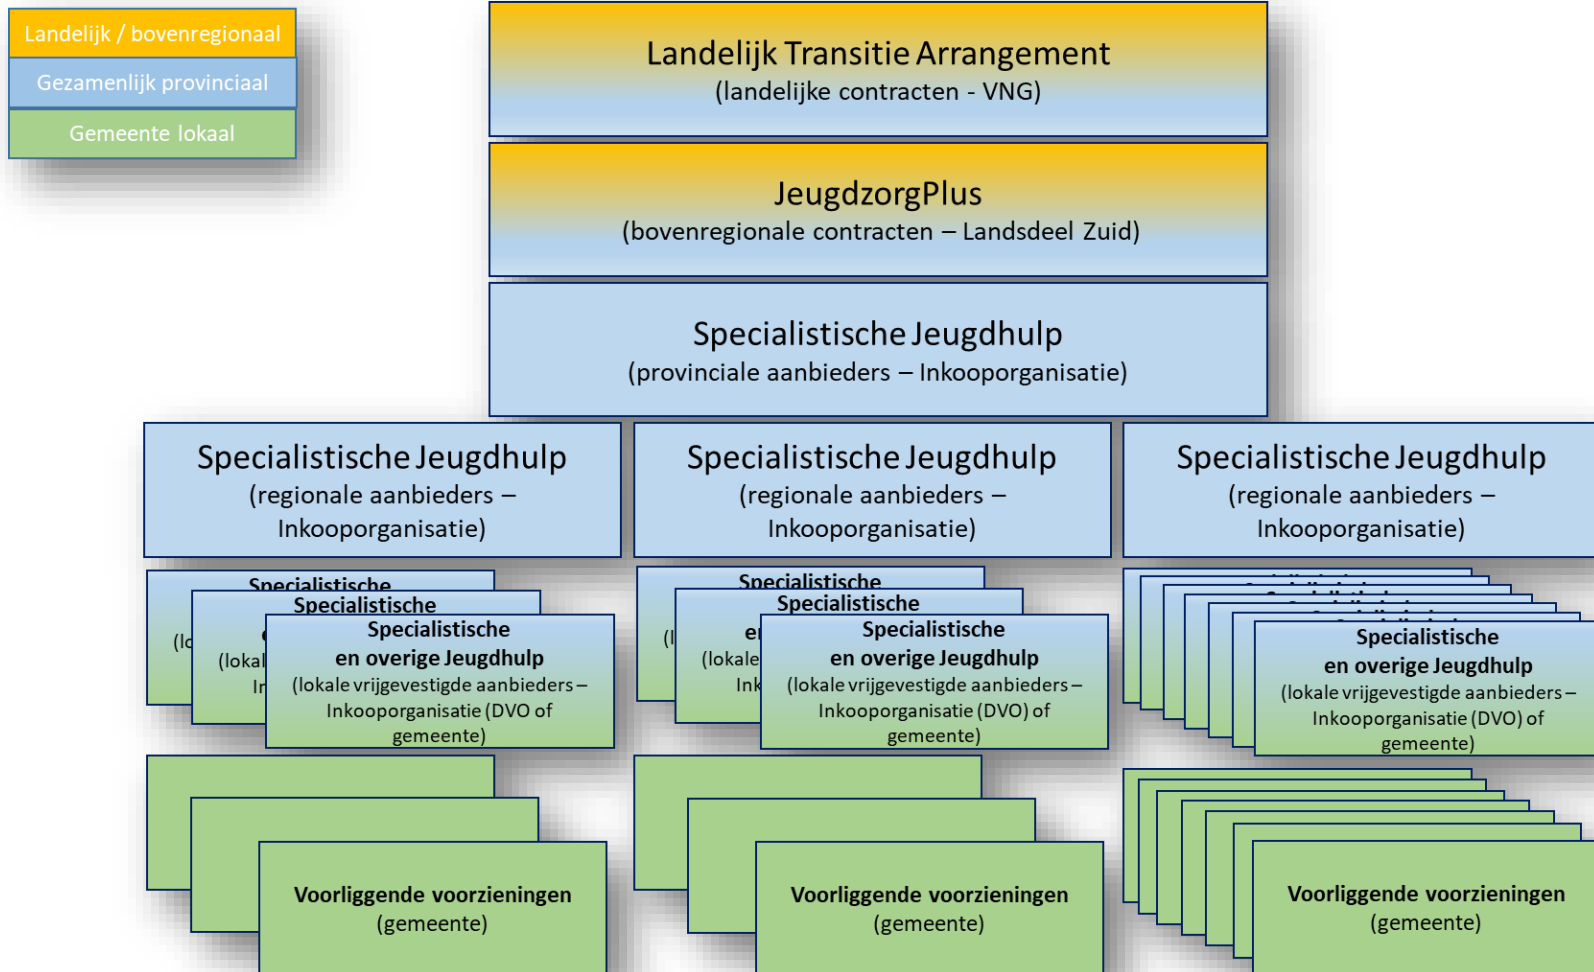 Landelijk / bovenregionaal
Gezamenlijk provinciaal
Gemeente lokaal
Landelijk Transitie Arrangement
(landelijke contracten - VNG)
JeugdzorgPlus
(bovenregionale contracten – Landsdeel Zuid)
Specialistische Jeugdhulp
(provinciale aanbieders – Inkooporganisatie)
Specialistische Jeugdhulp
(regionale aanbieders –
Inkooporganisatie)
Specialistische Jeugdhulp
(regionale aanbieders –
Inkooporganisatie)
Specialistische Jeugdhulp
(regionale aanbieders –
Inkooporganisatie)
Specialistische
Specialistische
Specialistische
en overige Jeugdhulp
(lokale vrijgevestigde aanbieders –
Inkooporganisatie (DVO of
gemeente)
Specialistische
Specialistische
(lokale
Specialistische
en overige Jeugdhulp
(lokale vrijgevestigde aanbieders –
Inkooporganisatie (DVO) of
gemeente)
Specialistische
en overige Jeugdhulp
(lokale vrijgevestigde aanbieders –
Inkooporganisatie (DVO) of
gemeente)
Voorliggende voorzieningen
(gemeente)
Voorliggende voorzieningen
(gemeente)
Voorliggende voorzieningen
(gemeente)